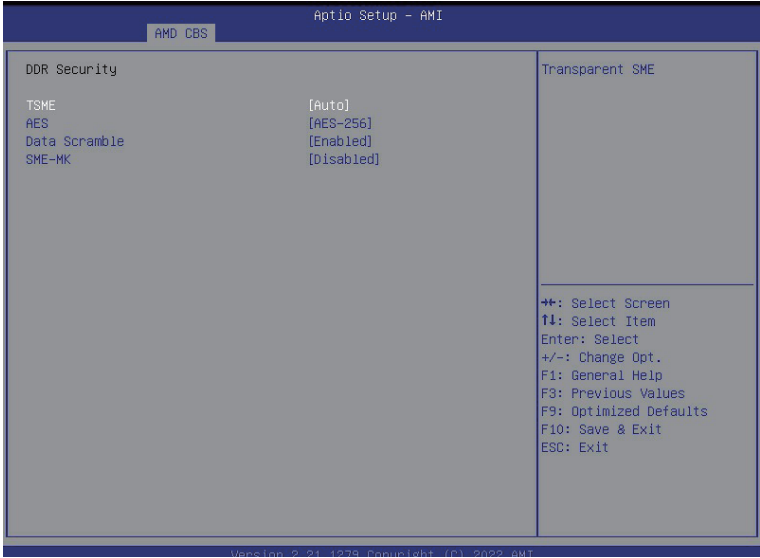 Aptio Setup – AMI
AMD CBS
DDR Security
TSME [Auto]
AES [AES-256]
Data Scramble [Enabled]
SME-MK [Disabled]
Transparent SME
→←: Select Screen
↑↓: Select Item
Enter: Select
+/-: Change Opt.
F1: General Help
F3: Previous Values
F9: Optimized Defaults
F10: Save & Exit
ESC: Exit
Version 2.21.1279 Copyright (C) 2022 AMI